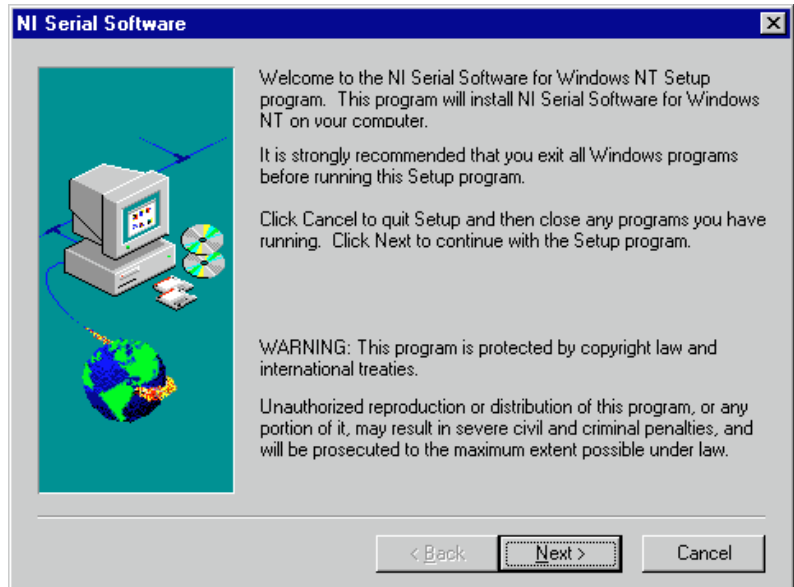 NI Serial Software
Welcome to the NI Serial Software for Windows NT Setup
program. This program will install NI Serial Software for Windows
NT on your computer.
It is strongly recommended that you exit all Windows programs
before running this Setup program.
Click Cancel to quit Setup and then close any programs you have
running. Click Next to continue with the Setup program.
WARNING: This program is protected by copyright law and
international treaties.
Unauthorized reproduction or distribution of this program, or any
portion of it, may result in severe civil and criminal penalties, and
will be prosecuted to the maximum extent possible under law.
< Back Next > Cancel